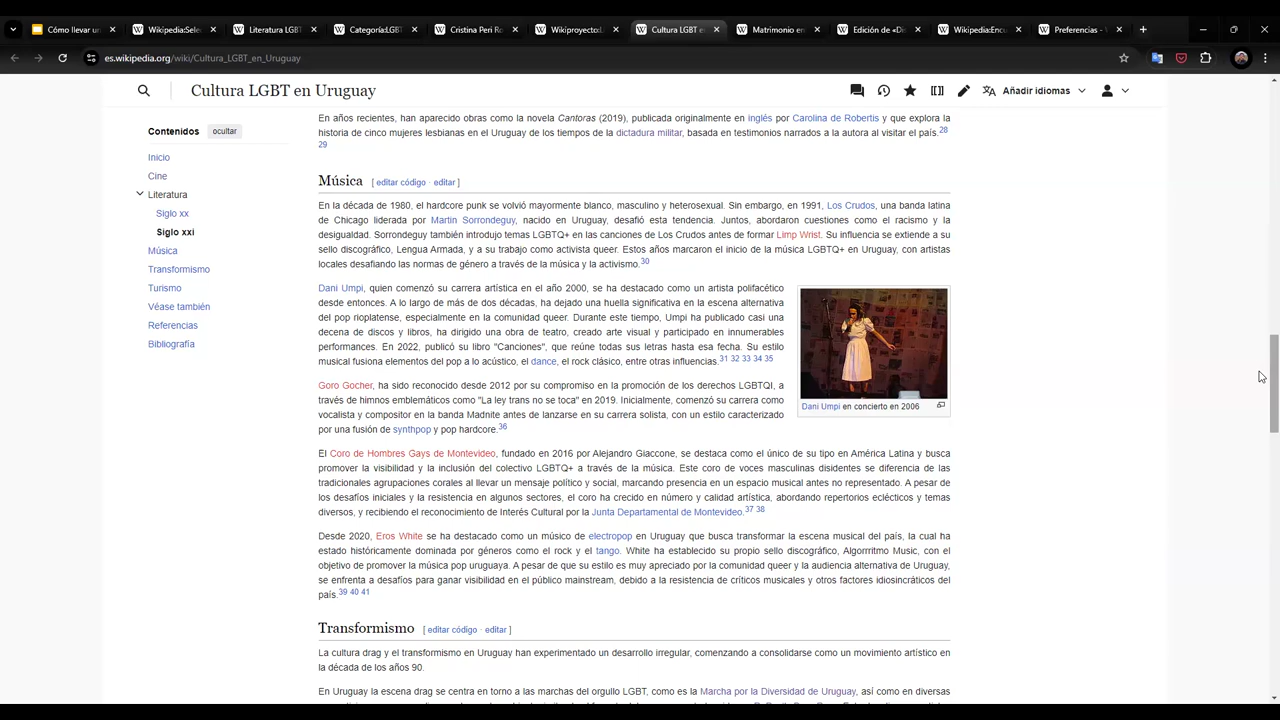 Cómo llevar un
Wikipedia:Sele
Literatura LGBT
Categoría:LGBT
Cristina Peri Ro
Wikiproyecto:L
Cultura LGBT e
Matrimonio en
Edición de «Di
Wikipedia:Encu
Preferencias -
es.wikipedia.org/wiki/Cultura_LGBT_en_Uruguay
Cultura LGBT en Uruguay
Añadir idiomas
Contenidos ocultar
Inicio
Cine
Literatura
Siglo xx
Siglo xxi
Música
Transformismo
Turismo
Véase también
Referencias
Bibliografía
En años recientes, han aparecido obras como la novela Cantoras (2019), publicada originalmente en inglés por Carolina de Robertis y que explora la
historia de cinco mujeres lesbianas en el Uruguay de los tiempos de la dictadura militar, basada en testimonios narrados a la autora al visitar el país.28
29
Música [ editar código · editar ]
En la década de 1980, el hardcore punk se volvió mayormente blanco, masculino y heterosexual. Sin embargo, en 1991, Los Crudos, una banda latina
de Chicago liderada por Martin Sorrondeguy, nacido en Uruguay, desafió esta tendencia. Juntos, abordaron cuestiones como el racismo y la
desigualdad. Sorrondeguy también introdujo temas LGBTQ+ en las canciones de Los Crudos antes de formar Limp Wrist. Su influencia se extiende a su
sello discográfico, Lengua Armada, y a su trabajo como activista queer. Estos años marcaron el inicio de la música LGBTQ+ en Uruguay, con artistas
locales desafiando las normas de género a través de la música y la activismo.30
Dani Umpi, quien comenzó su carrera artística en el año 2000, se ha destacado como un artista polifacético
desde entonces. A lo largo de más de dos décadas, ha dejado una huella significativa en la escena alternativa
del pop rioplatense, especialmente en la comunidad queer. Durante este tiempo, Umpi ha publicado casi una
decena de discos y libros, ha dirigido una obra de teatro, creado arte visual y participado en innumerables
performances. En 2022, publicó su libro "Canciones", que reúne todas sus letras hasta esa fecha. Su estilo
musical fusiona elementos del pop a lo acústico, el dance, el rock clásico, entre otras influencias.31 32 33 34 35
Dani Umpi en concierto en 2006
Goro Gocher, ha sido reconocido desde 2012 por su compromiso en la promoción de los derechos LGBTQI, a
través de himnos emblemáticos como "La ley trans no se toca" en 2019. Inicialmente, comenzó su carrera como
vocalista y compositor en la banda Madnite antes de lanzarse en su carrera solista, con un estilo caracterizado
por una fusión de synthpop y pop hardcore.36
El Coro de Hombres Gays de Montevideo, fundado en 2016 por Alejandro Giaccone, se destaca como el único de su tipo en América Latina y busca
promover la visibilidad y la inclusión del colectivo LGBTQ+ a través de la música. Este coro de voces masculinas disidentes se diferencia de las
tradicionales agrupaciones corales al llevar un mensaje político y social, marcando presencia en un espacio musical antes no representado. A pesar de
los desafíos iniciales y la resistencia en algunos sectores, el coro ha crecido en número y calidad artística, abordando repertorios eclécticos y temas
diversos, y recibiendo el reconocimiento de Interés Cultural por la Junta Departamental de Montevideo.37 38
Desde 2020, Eros White se ha destacado como un músico de electropop en Uruguay que busca transformar la escena musical del país, la cual ha
estado históricamente dominada por géneros como el rock y el tango. White ha establecido su propio sello discográfico, Algorrritmo Music, con el
objetivo de promover la música pop uruguaya. A pesar de que su estilo es muy apreciado por la comunidad queer y la audiencia alternativa de Uruguay,
se enfrenta a desafíos para ganar visibilidad en el público mainstream, debido a la resistencia de críticos musicales y otros factores idiosincráticos del
país.39 40 41
Transformismo [ editar código · editar ]
La cultura drag y el transformismo en Uruguay han experimentado un desarrollo irregular, comenzando a consolidarse como un movimiento artístico en
la década de los años 90.
En Uruguay la escena drag se centra en torno a las marchas del orgullo LGBT, como es la Marcha por la Diversidad de Uruguay, así como en diversas